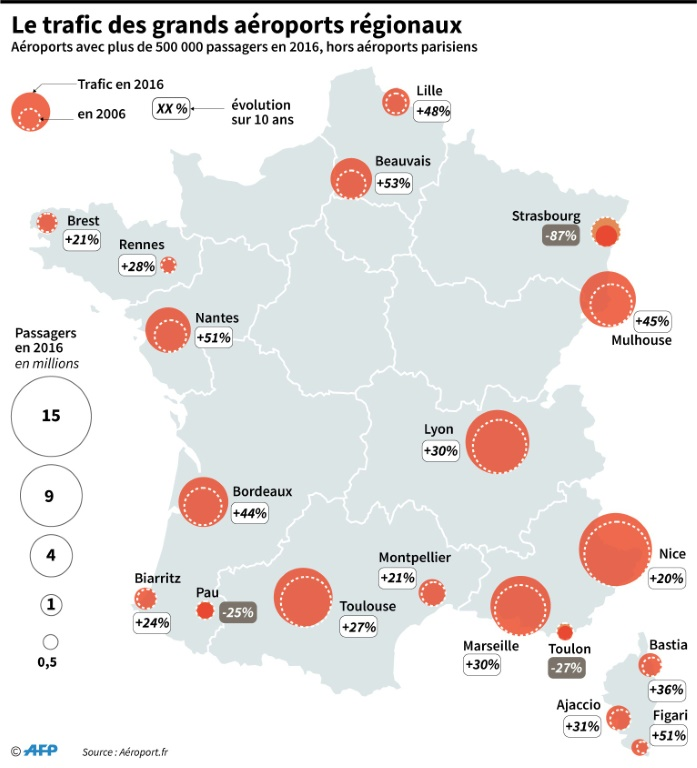 Le trafic des grands aéroports régionaux
Aéroports avec plus de 500 000 passagers en 2016, hors aéroports parisiens
Trafic en 2016
en 2006
XX %
évolution
sur 10 ans
Lille
+48%
Beauvais
+53%
Strasbourg
-87%
Brest
+21%
Rennes
+28%
Nantes
+51%
+45%
Mulhouse
Passagers
en 2016
en millions
15
9
4
1
0,5
Lyon
+30%
Bordeaux
+44%
Montpellier
+21%
Nice
+20%
Biarritz
+24%
Pau
-25%
Toulouse
+27%
Marseille
+30%
Toulon
-27%
Bastia
+36%
Ajaccio
+31%
Figari
+51%
© AFP
Source : Aéroport.fr